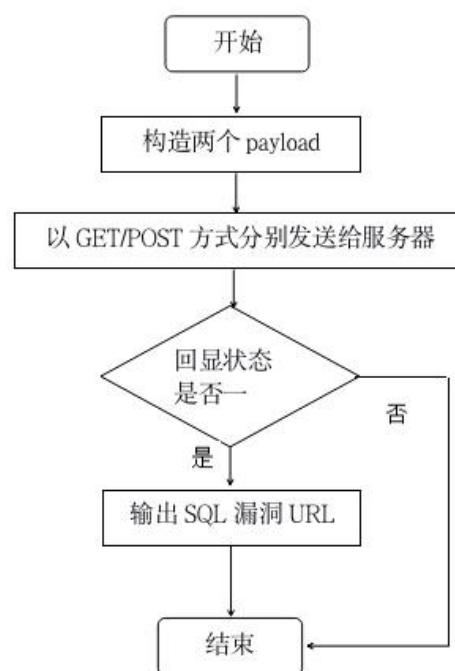 开始
构造两个 payload
以 GET/POST 方式分别发送给服务器
回显状态
是否一
否
是
输出 SQL 漏洞 URL
结束